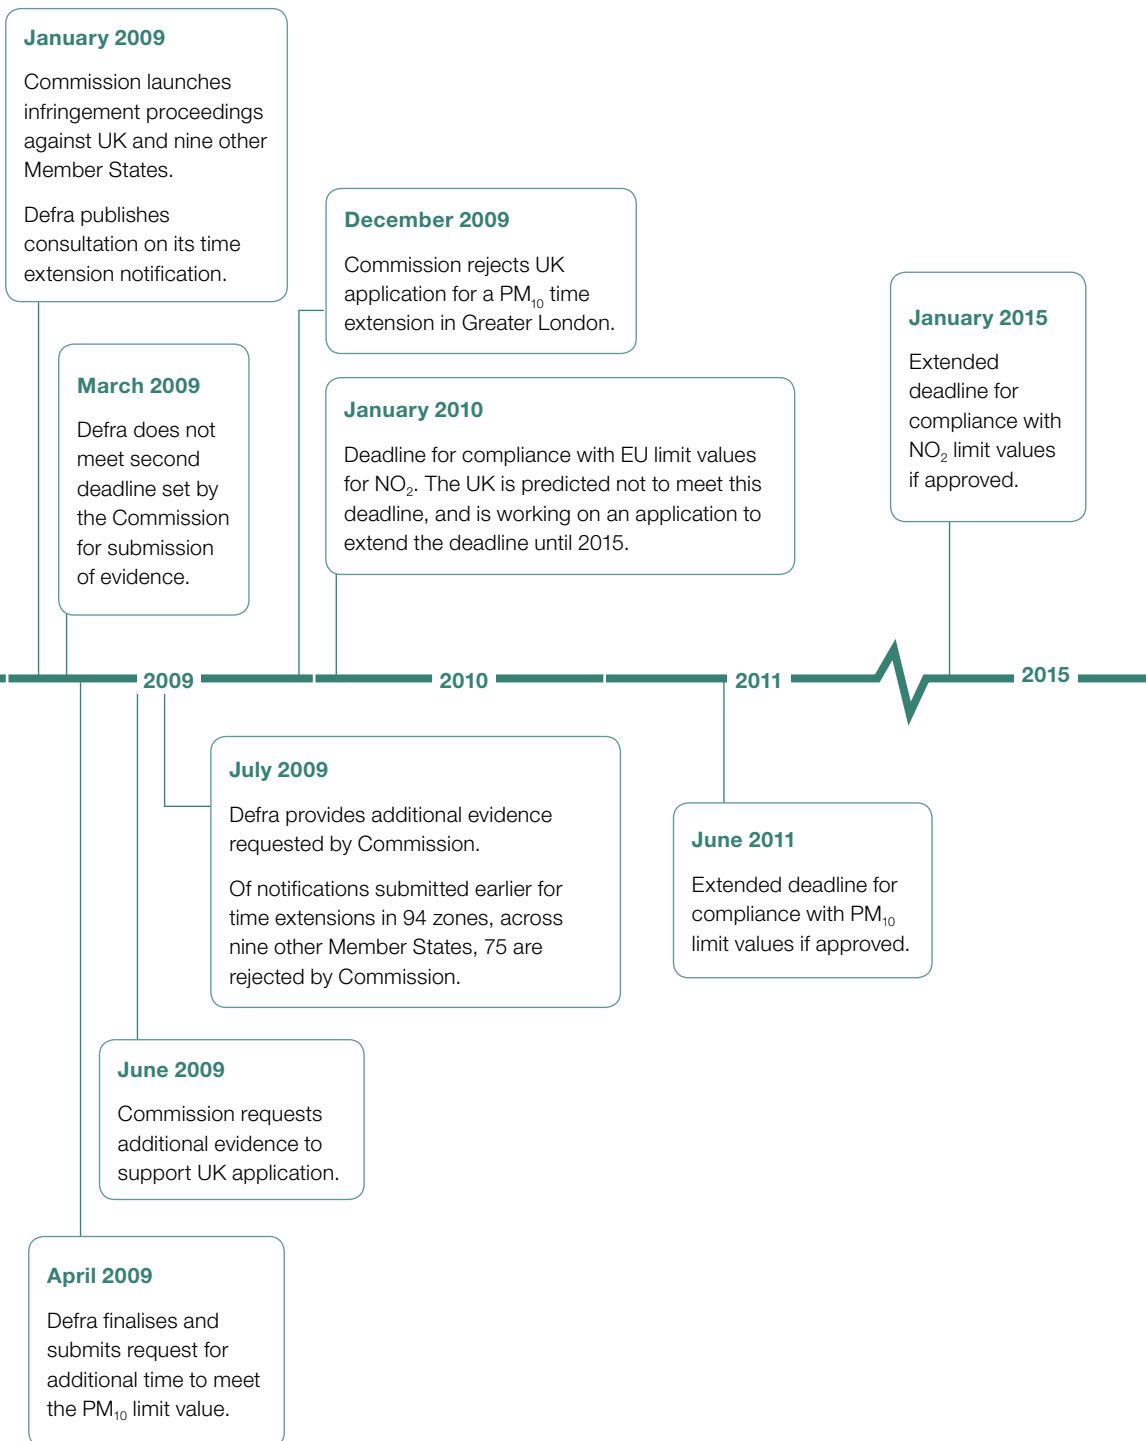 January 2009
Commission launches
infringement proceedings
against UK and nine other
Member States.
Defra publishes
consultation on its time
extension notification.
March 2009
Defra does not
meet second
deadline set by
the Commission
for submission
of evidence.
December 2009
Commission rejects UK
application for a PM₁₀ time
extension in Greater London.
January 2010
Deadline for compliance with EU limit values
for NO₂. The UK is predicted not to meet this
deadline, and is working on an application to
extend the deadline until 2015.
January 2015
Extended
deadline for
compliance with
NO₂ limit values
if approved.
2009
2010
2011
2015
July 2009
Defra provides additional evidence
requested by Commission.
Of notifications submitted earlier for
time extensions in 94 zones, across
nine other Member States, 75 are
rejected by Commission.
June 2011
Extended deadline for
compliance with PM₁₀
limit values if approved.
June 2009
Commission requests
additional evidence to
support UK application.
April 2009
Defra finalises and
submits request for
additional time to meet
the PM₁₀ limit value.